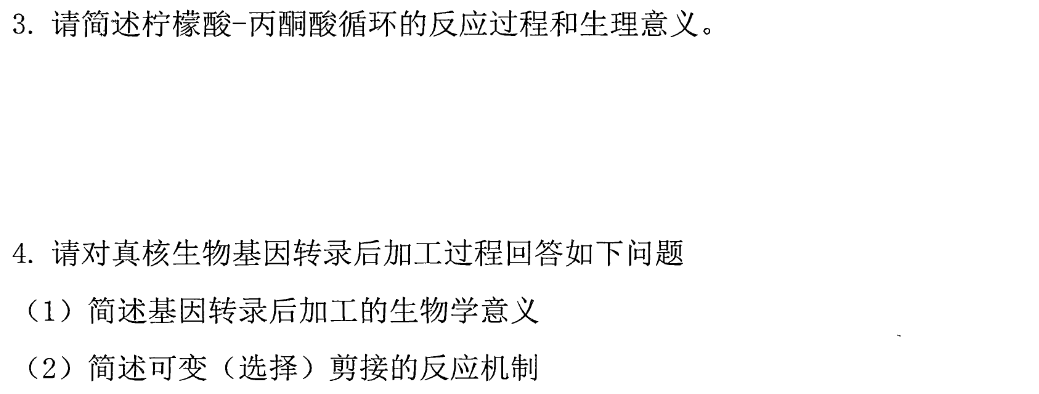 3. 请简述柠檬酸-丙酮酸循环的反应过程和生理意义。
4. 请对真核生物基因转录后加工过程回答如下问题
（1）简述基因转录后加工的生物学意义
（2）简述可变（选择）剪接的反应机制